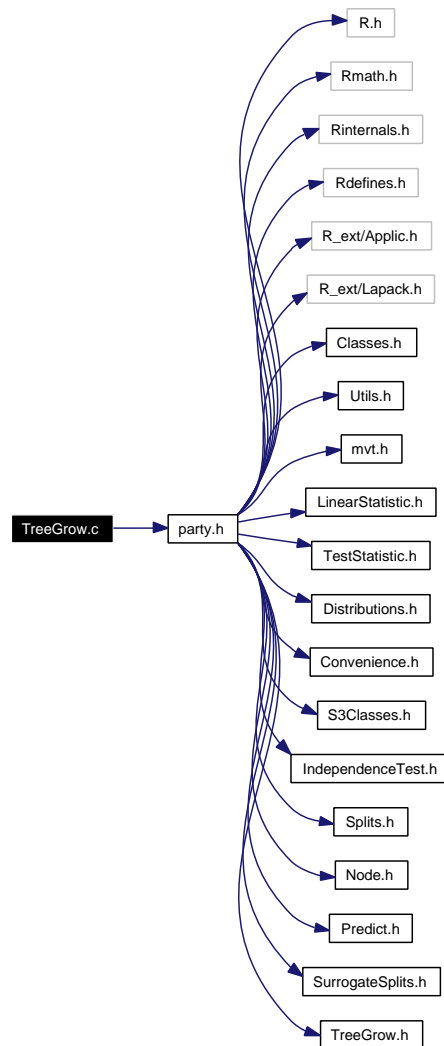 R.h
Rmath.h
Rinternals.h
Rdefines.h
R_ext/Applic.h
R_ext/Lapack.h
Classes.h
Utils.h
mvt.h
LinearStatistic.h
TreeGrow.c
party.h
TestStatistic.h
Distributions.h
Convenience.h
S3Classes.h
IndependenceTest.h
Splits.h
Node.h
Predict.h
SurrogateSplits.h
TreeGrow.h